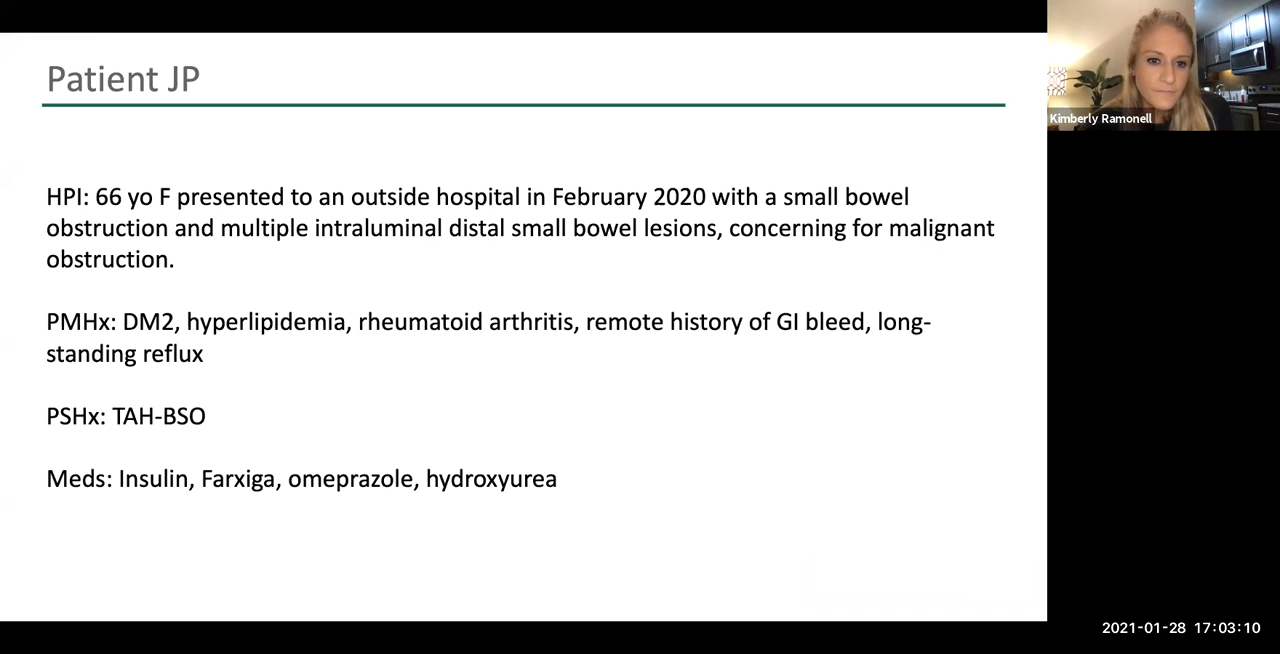 Patient JP
HPI: 66 yo F presented to an outside hospital in February 2020 with a small bowel
obstruction and multiple intraluminal distal small bowel lesions, concerning for malignant
obstruction.
PMHx: DM2, hyperlipidemia, rheumatoid arthritis, remote history of GI bleed, long-
standing reflux
PSHx: TAH-BSO
Meds: Insulin, Farxiga, omeprazole, hydroxyurea
Kimberly Ramonell
2021-01-28 17:03:10